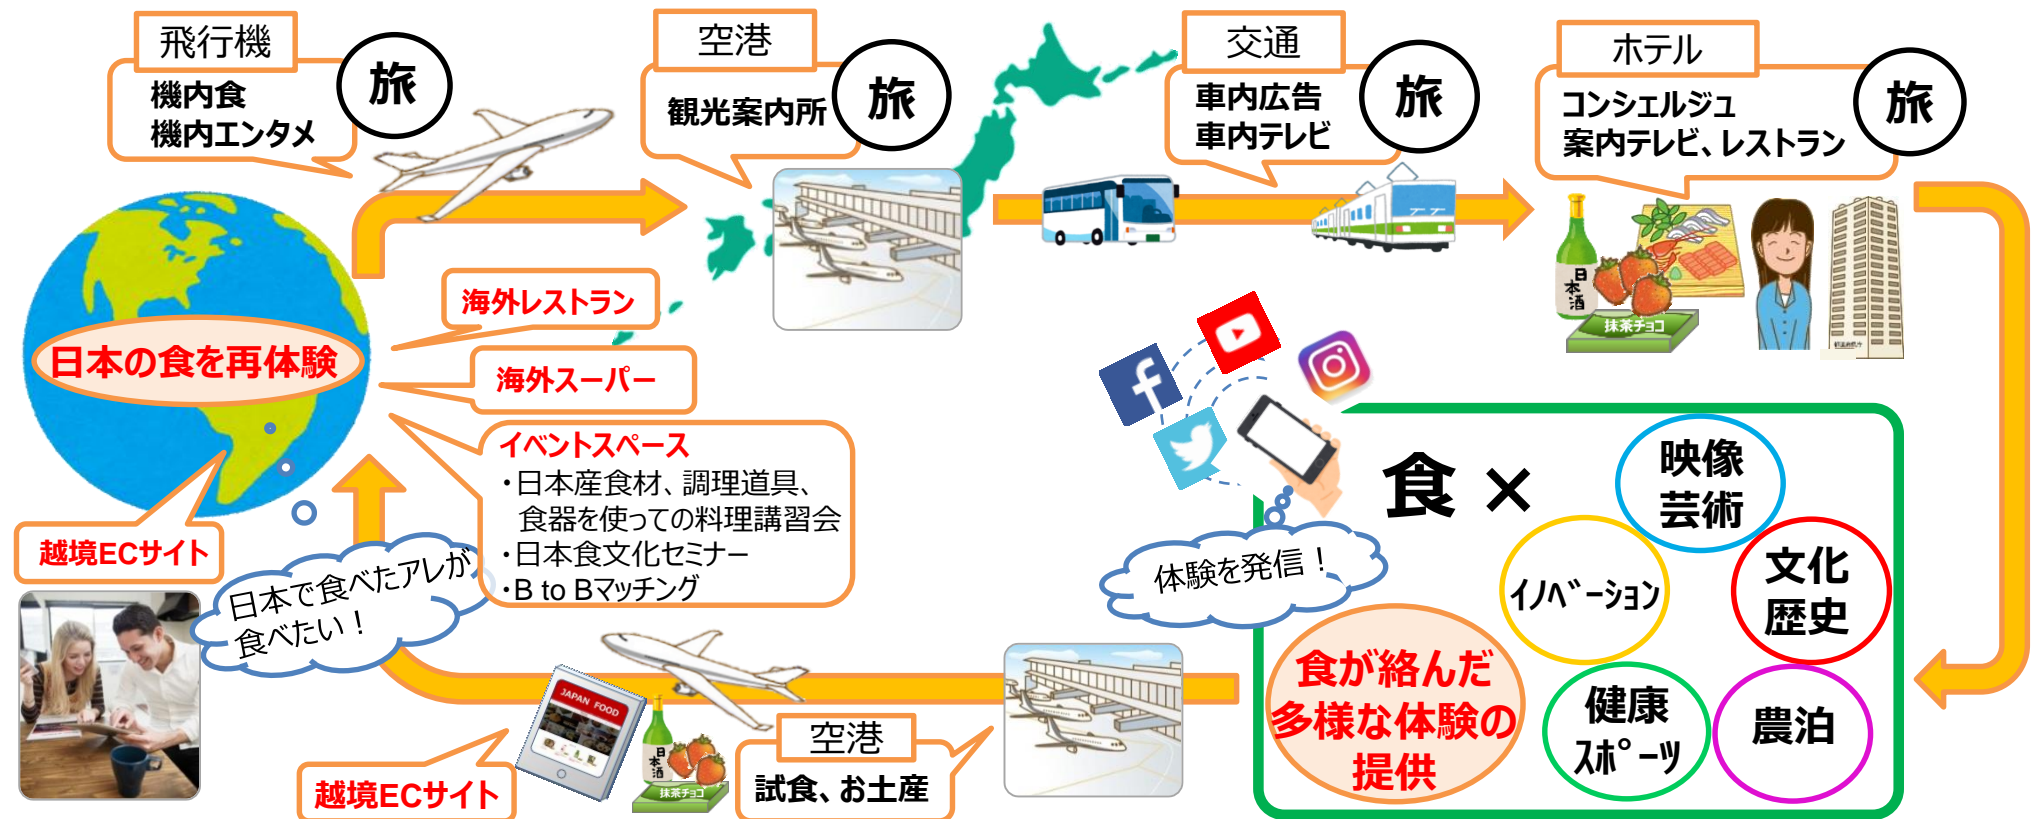 飛行機
機内食
機内エンタメ
旅
空港
観光案内所
旅
交通
車内広告
車内テレビ
旅
ホテル
コンシェルジュ
案内テレビ、レストラン
旅
日本酒
抹茶チョコ
日本の食を再体験
海外レストラン
海外スーパー
イベントスペース
・日本産食材、調理道具、
食器を使っての料理講習会
・日本食文化セミナー
・B to Bマッチング
越境ECサイト
日本で食べたアレが
食べたい！
体験を発信！
食 ×
映像
芸術
イノベーション
文化
歴史
健康
スポーツ
農泊
食が絡んだ
多様な体験の
提供
空港
試食、お土産
越境ECサイト
JAPAN FOOD
日本酒
抹茶チョコ